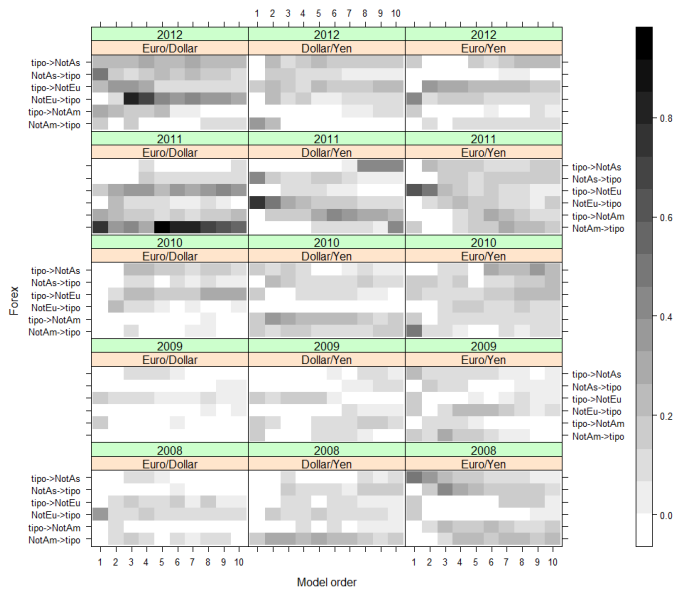 1 2 3 4 5 6 7 8 9 10
2012 2012 2012
Euro/Dollar Dollar/Yen Euro/Yen
tipo->NotAs
NotAs->tipo
tipo->NotEu
NotEu->tipo
tipo->NotAm
NotAm->tipo
2011 2011 2011
Euro/Dollar Dollar/Yen Euro/Yen
tipo->NotAs
NotAs->tipo
tipo->NotEu
NotEu->tipo
tipo->NotAm
NotAm->tipo
2010 2010 2010
Euro/Dollar Dollar/Yen Euro/Yen
tipo->NotAs
NotAs->tipo
tipo->NotEu
NotEu->tipo
tipo->NotAm
NotAm->tipo
2009 2009 2009
Euro/Dollar Dollar/Yen Euro/Yen
tipo->NotAs
NotAs->tipo
tipo->NotEu
NotEu->tipo
tipo->NotAm
NotAm->tipo
2008 2008 2008
Euro/Dollar Dollar/Yen Euro/Yen
tipo->NotAs
NotAs->tipo
tipo->NotEu
NotEu->tipo
tipo->NotAm
NotAm->tipo
1 2 3 4 5 6 7 8 9 10 1 2 3 4 5 6 7 8 9 10
Model order
Forex
0.8
0.6
0.4
0.2
0.0